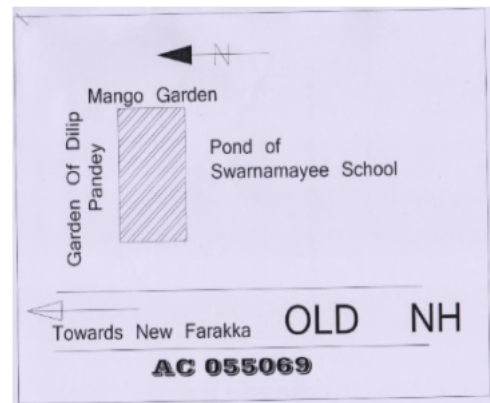 N
Mango Garden
Garden Of Dilip
Pandey
Pond of
Swarnamayee School
Towards New Farakka OLD NH
AC 055069